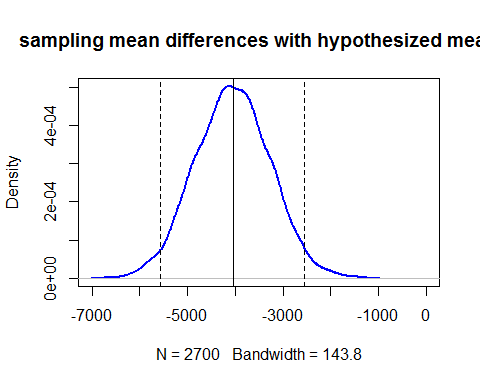 sampling mean differences with hypothesized mea
Density
4e-04
2e-04
0e+00
-7000 -5000 -3000 -1000 0
N = 2700 Bandwidth = 143.8